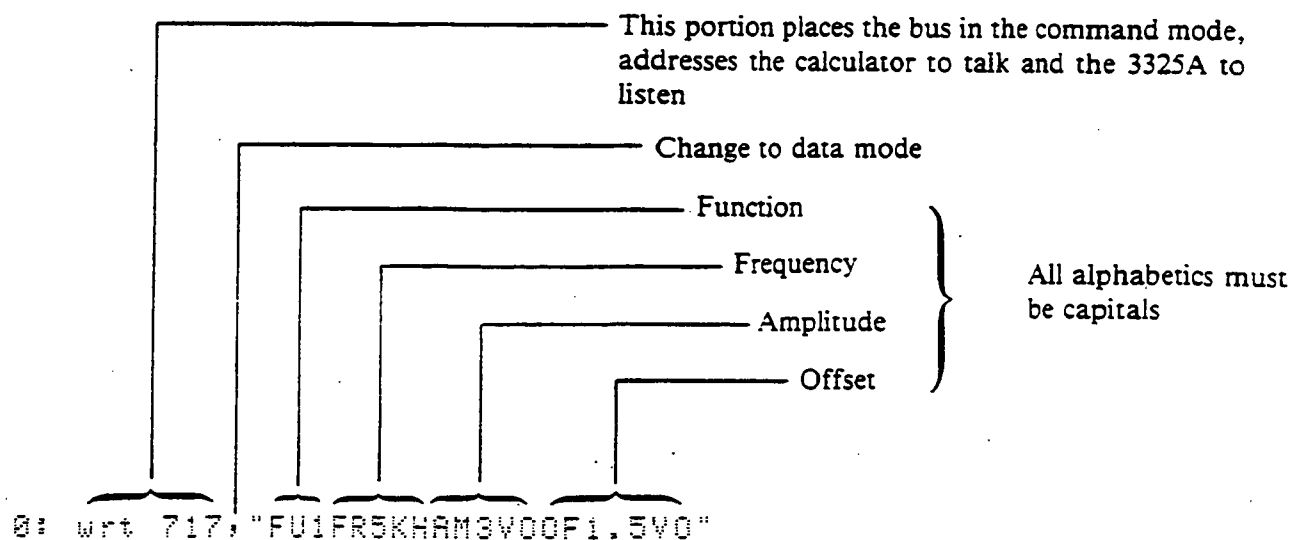 This portion places the bus in the command mode,
addresses the calculator to talk and the 3325A to
listen
Change to data mode
Function
Frequency
Amplitude
Offset
All alphabetics must
be capitals
0: wrt 717,"FU1FR5KHAM3VOOF1.5VO"